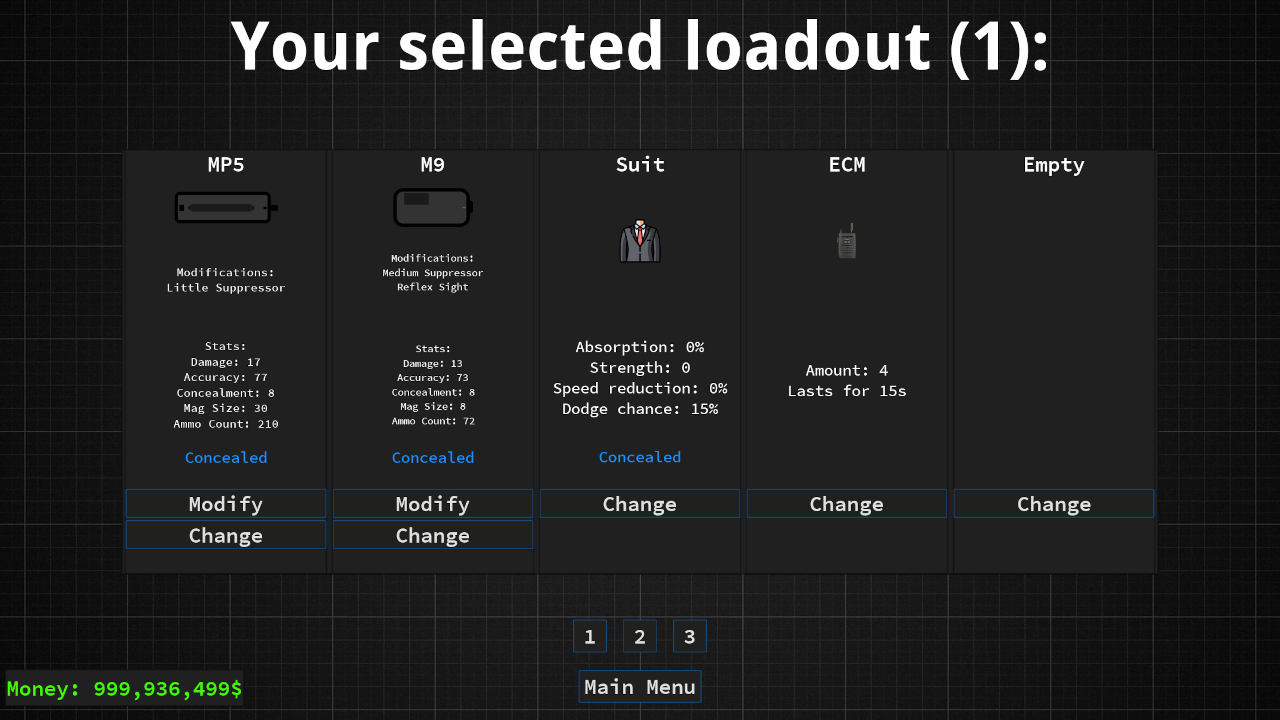 Your selected loadout (1):
MP5
Modifications:
Little Suppressor
Stats:
Damage: 17
Accuracy: 77
Concealment: 8
Mag Size: 30
Ammo Count: 210
Concealed
Modify
Change
M9
Modifications:
Medium Suppressor
Reflex Sight
Stats:
Damage: 13
Accuracy: 73
Concealment: 8
Mag Size: 8
Ammo Count: 72
Concealed
Modify
Change
Suit
Absorption: 0%
Strength: 0
Speed reduction: 0%
Dodge chance: 15%
Concealed
Change
ECM
Amount: 4
Lasts for 15s
Change
Empty
Change
1 2 3
Money: 999,936,499$
Main Menu